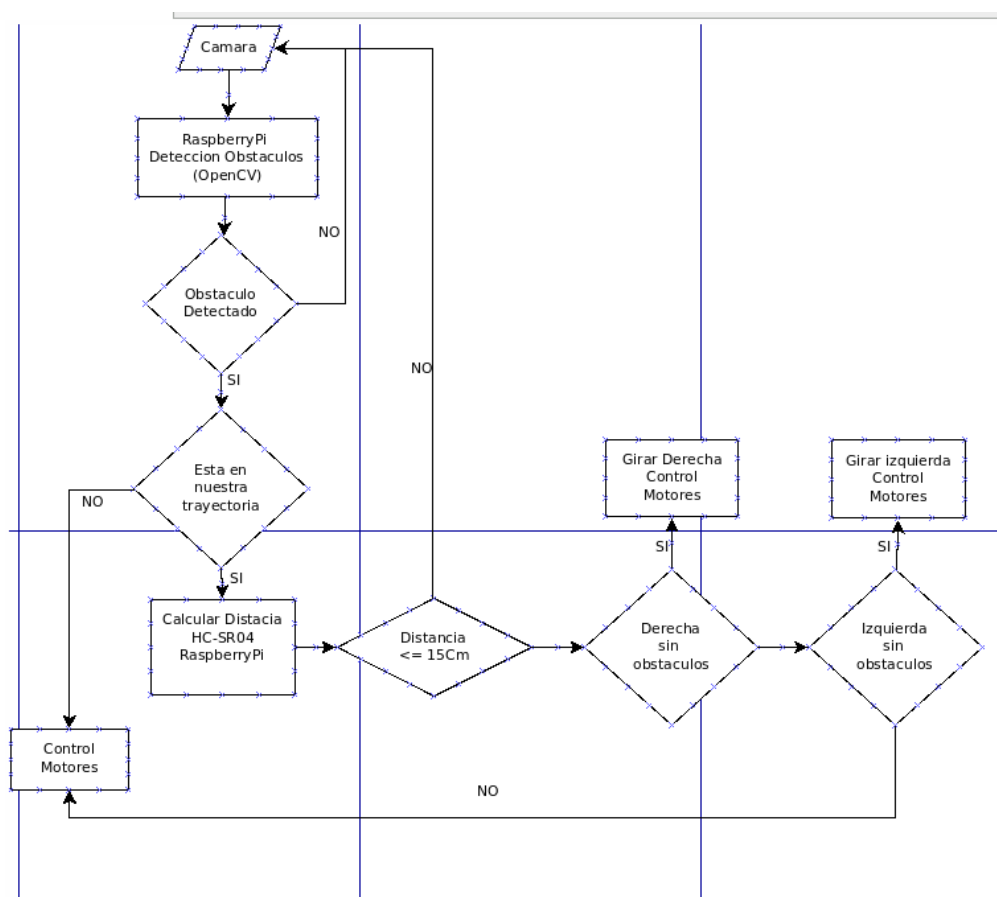 Camara
RaspberryPi
Deteccion Obstaculos
(OpenCV)
NO
Obstaculo
Detectado
SI
NO
Esta en
nuestra
trayectoria
NO
SI
Calcular Distacia
HC-SR04
RaspberryPi
Distancia
<= 15Cm
Girar Derecha
Control
Motores
SI
Derecha
sin
obstaculos
Girar izquierda
Control
Motores
SI
Izquierda
sin
obstaculos
Control
Motores
NO